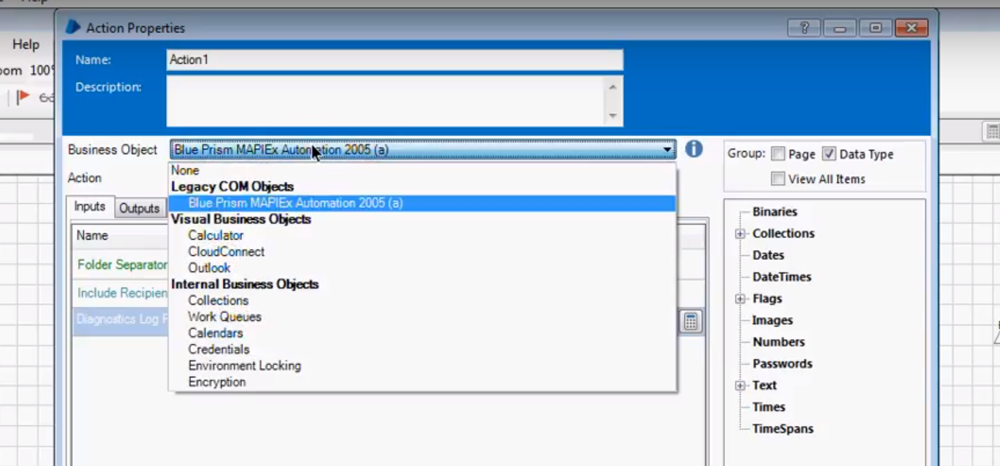 Help
Action Properties
Name: Action1
oom 100%
Description:
Business Object Blue Prism MAPIEx Automation 2005 (a)
Action
None
Legacy COM Objects
Blue Prism MAPIEx Automation 2005 (a)
Visual Business Objects
Calculator
CloudConnect
Outlook
Internal Business Objects
Collections
Work Queues
Calendars
Credentials
Environment Locking
Encryption
Inputs Outputs
Name
Folder Separator
Include Recipien
Diagnostics Log F
Group: Page Data Type
View All Items
Binaries
Collections
Dates
DateTimes
Flags
Images
Numbers
Passwords
Text
Times
TimeSpans